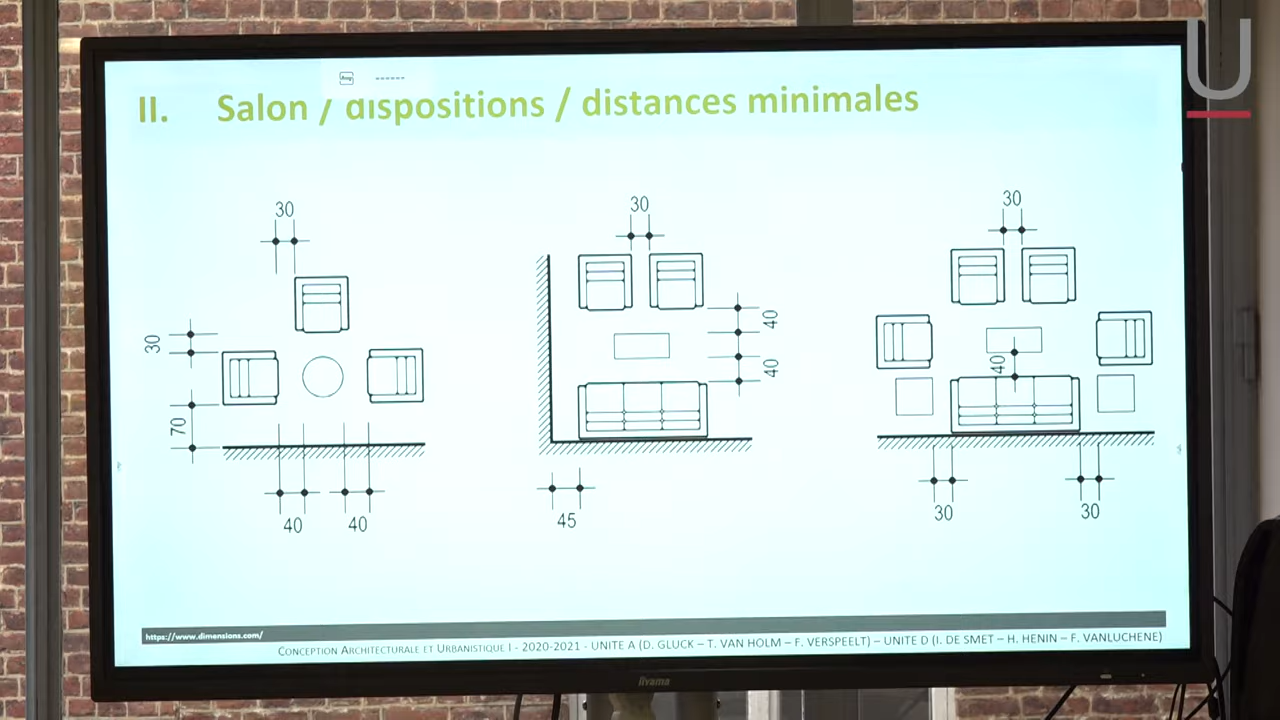 U
II. Salon / dispositions / distances minimales
30
30
70
40
40
30
40
40
45
30
40
30
30
https://www.dimensions.com/
CONCEPTION ARCHITECTURALE ET URBANISTIQUE I - 2020-2021 - UNITE A (D. GLUCK – T. VAN HOLM – F. VERSPEELT) – UNITE D (I. DE SMET – H. HENIN – F. VANLUCHENE)
iiyama